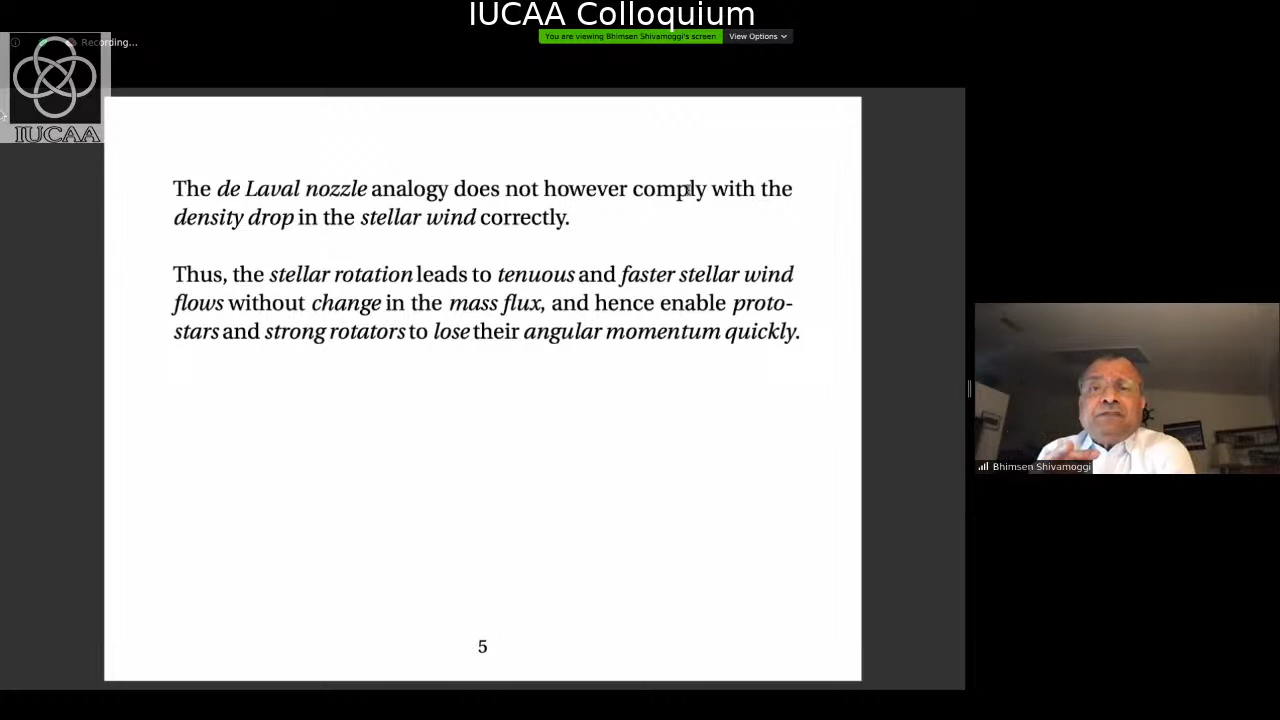 IUCAA Colloquium
You are viewing Bhimsen Shivamoggi's screen
View Options
Recording...
IUCAA
The de Laval nozzle analogy does not however comply with the
density drop in the stellar wind correctly.
Thus, the stellar rotation leads to tenuous and faster stellar wind
flows without change in the mass flux, and hence enable proto-
stars and strong rotators to lose their angular momentum quickly.
Bhimsen Shivamoggi
5